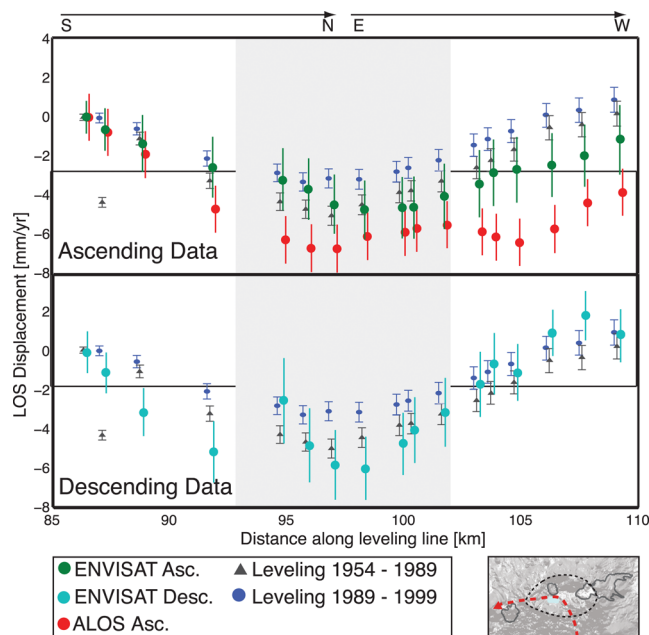 S N E W
4
2
0
−2
−4
−6
−8
Ascending Data
LOS Displacement [mm/yr]
2
0
−2
−4
−6
−8
Descending Data
85 90 95 100 105 110
Distance along leveling line [km]
ENVISAT Asc. Leveling 1954 - 1989
ENVISAT Desc. Leveling 1989 - 1999
ALOS Asc.